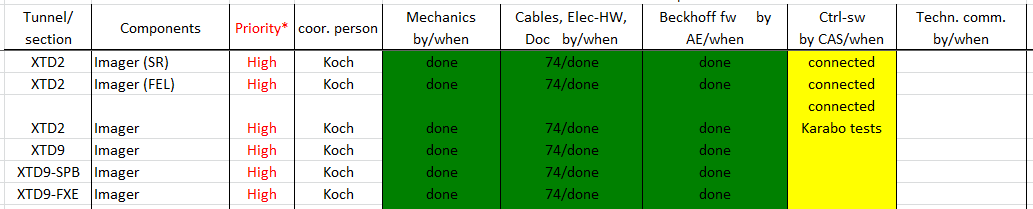 Tunnel/ section Components Priority* coor. person Mechanics by/when Cables, Elec-HW, Doc by/when Beckhoff fw by AE/when Ctrl-sw by CAS/when Techn. comm. by/when
XTD2 Imager (SR) High Koch done 74/done done connected
XTD2 Imager (FEL) High Koch done 74/done done connected
connected
XTD2 Imager High Koch done 74/done done Karabo tests
XTD9 Imager High Koch done 74/done done
XTD9-SPB Imager High Koch done 74/done done
XTD9-FXE Imager High Koch done 74/done done